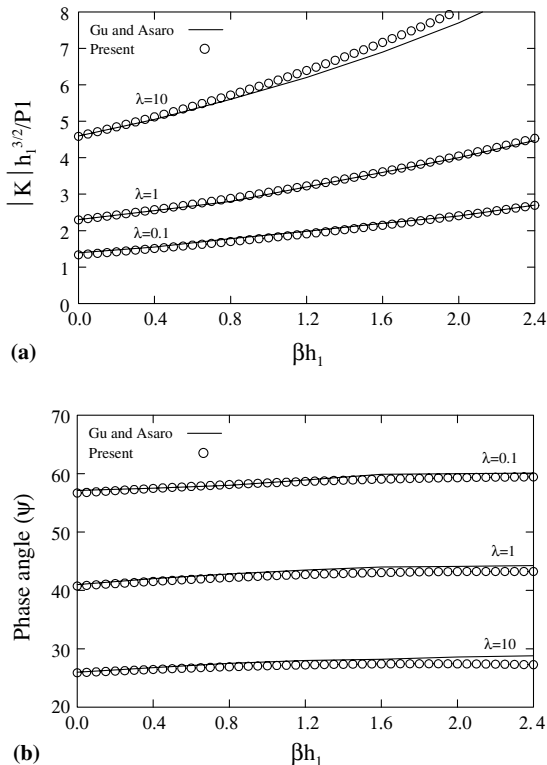 8
7
6
5
4
3
2
1
0
|K|h₁³/²/P1
Gu and Asaro
Present
λ=10
λ=1
λ=0.1
0.0 0.4 0.8 1.2 1.6 2.0 2.4
(a)
βh₁
70
60
50
40
30
20
Phase angle (ψ)
Gu and Asaro
Present
λ=0.1
λ=1
λ=10
0.0 0.4 0.8 1.2 1.6 2.0 2.4
(b)
βh₁